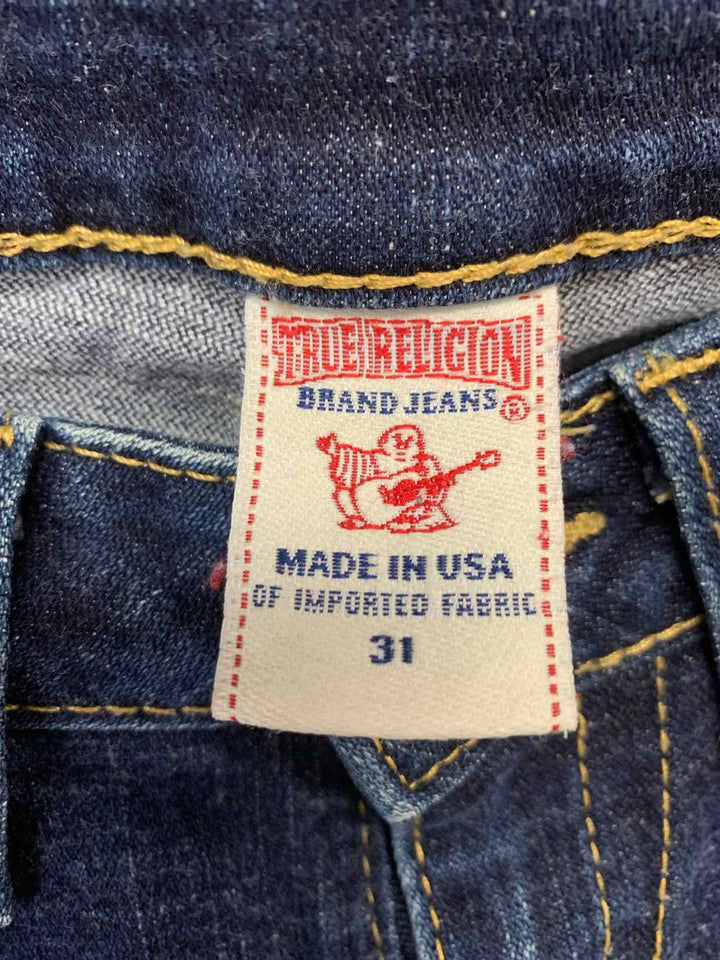 TRUE RELIGION
BRAND JEANS ®
MADE IN USA
OF IMPORTED FABRIC
31